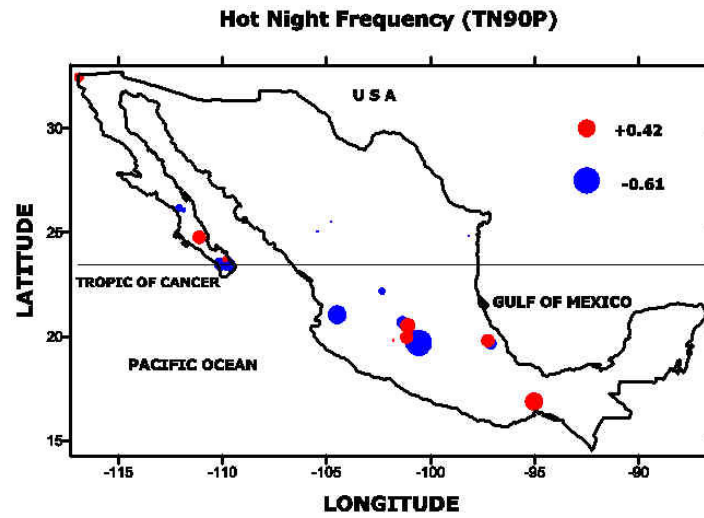 Hot Night Frequency (TN90P)
USA
+0.42
-0.61
30
25
20
15
LATITUDE
TROPIC OF CANCER
GULF OF MEXICO
PACIFIC OCEAN
-115
-110
-105
-100
-95
-90
LONGITUDE